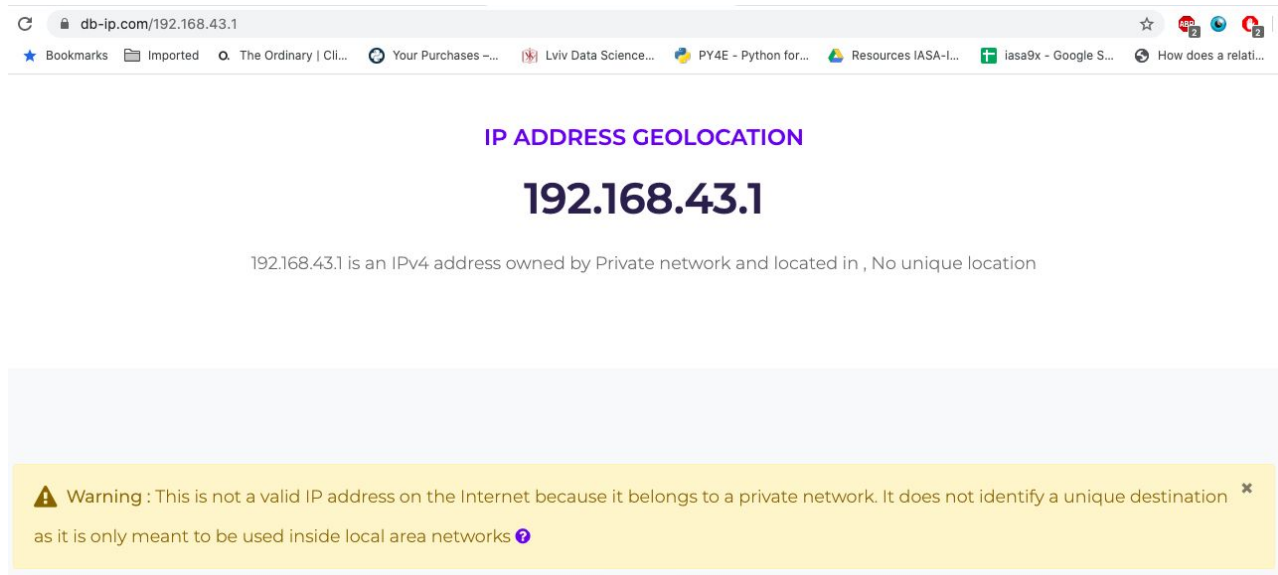 db-ip.com/192.168.43.1
ABP 2 2
Bookmarks Imported O. The Ordinary | Cli... Your Purchases –... Lviv Data Science... PY4E - Python for... Resources IASA-I... iasa9x - Google S... How does a relati...
IP ADDRESS GEOLOCATION
192.168.43.1
192.168.43.1 is an IPv4 address owned by Private network and located in , No unique location
Warning : This is not a valid IP address on the Internet because it belongs to a private network. It does not identify a unique destination ×
as it is only meant to be used inside local area networks ?